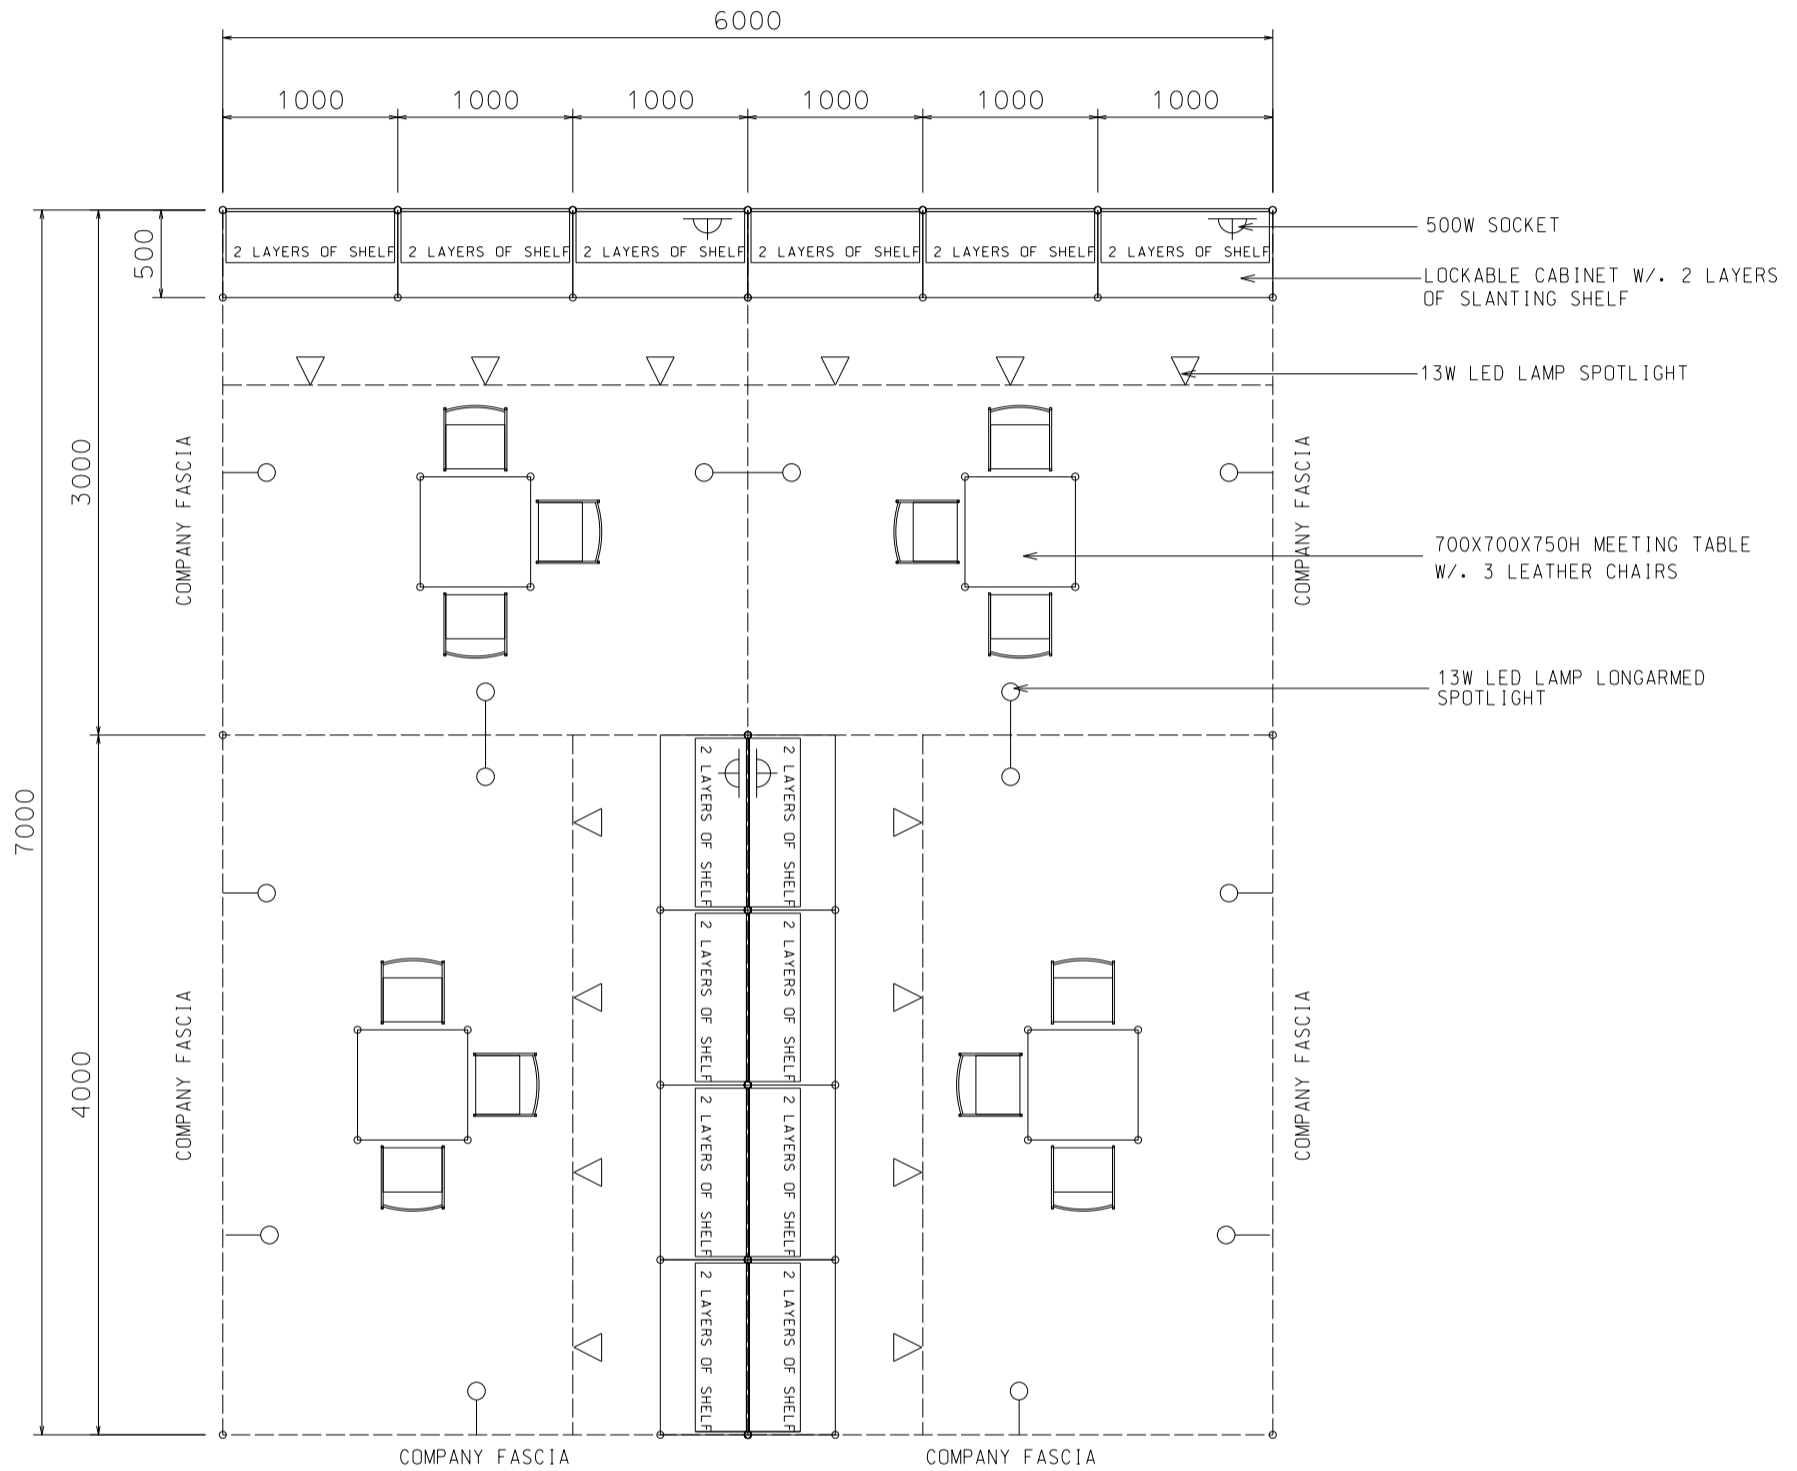 6000
1000 1000 1000 1000 1000 1000
500
2 LAYERS OF SHELF 2 LAYERS OF SHELF 2 LAYERS OF SHELF 2 LAYERS OF SHELF 2 LAYERS OF SHELF 2 LAYERS OF SHELF
500W SOCKET
LOCKABLE CABINET W/. 2 LAYERS
OF SLANTING SHELF
13W LED LAMP SPOTLIGHT
3000
COMPANY FASCIA
COMPANY FASCIA
700X700X750H MEETING TABLE
W/. 3 LEATHER CHAIRS
13W LED LAMP LONGARMED
SPOTLIGHT
7000
4000
2 LAYERS OF SHELF
2 LAYERS OF SHELF
2 LAYERS OF SHELF
2 LAYERS OF SHELF
2 LAYERS OF SHELF
2 LAYERS OF SHELF
2 LAYERS OF SHELF
2 LAYERS OF SHELF
COMPANY FASCIA
COMPANY FASCIA
COMPANY FASCIA
COMPANY FASCIA